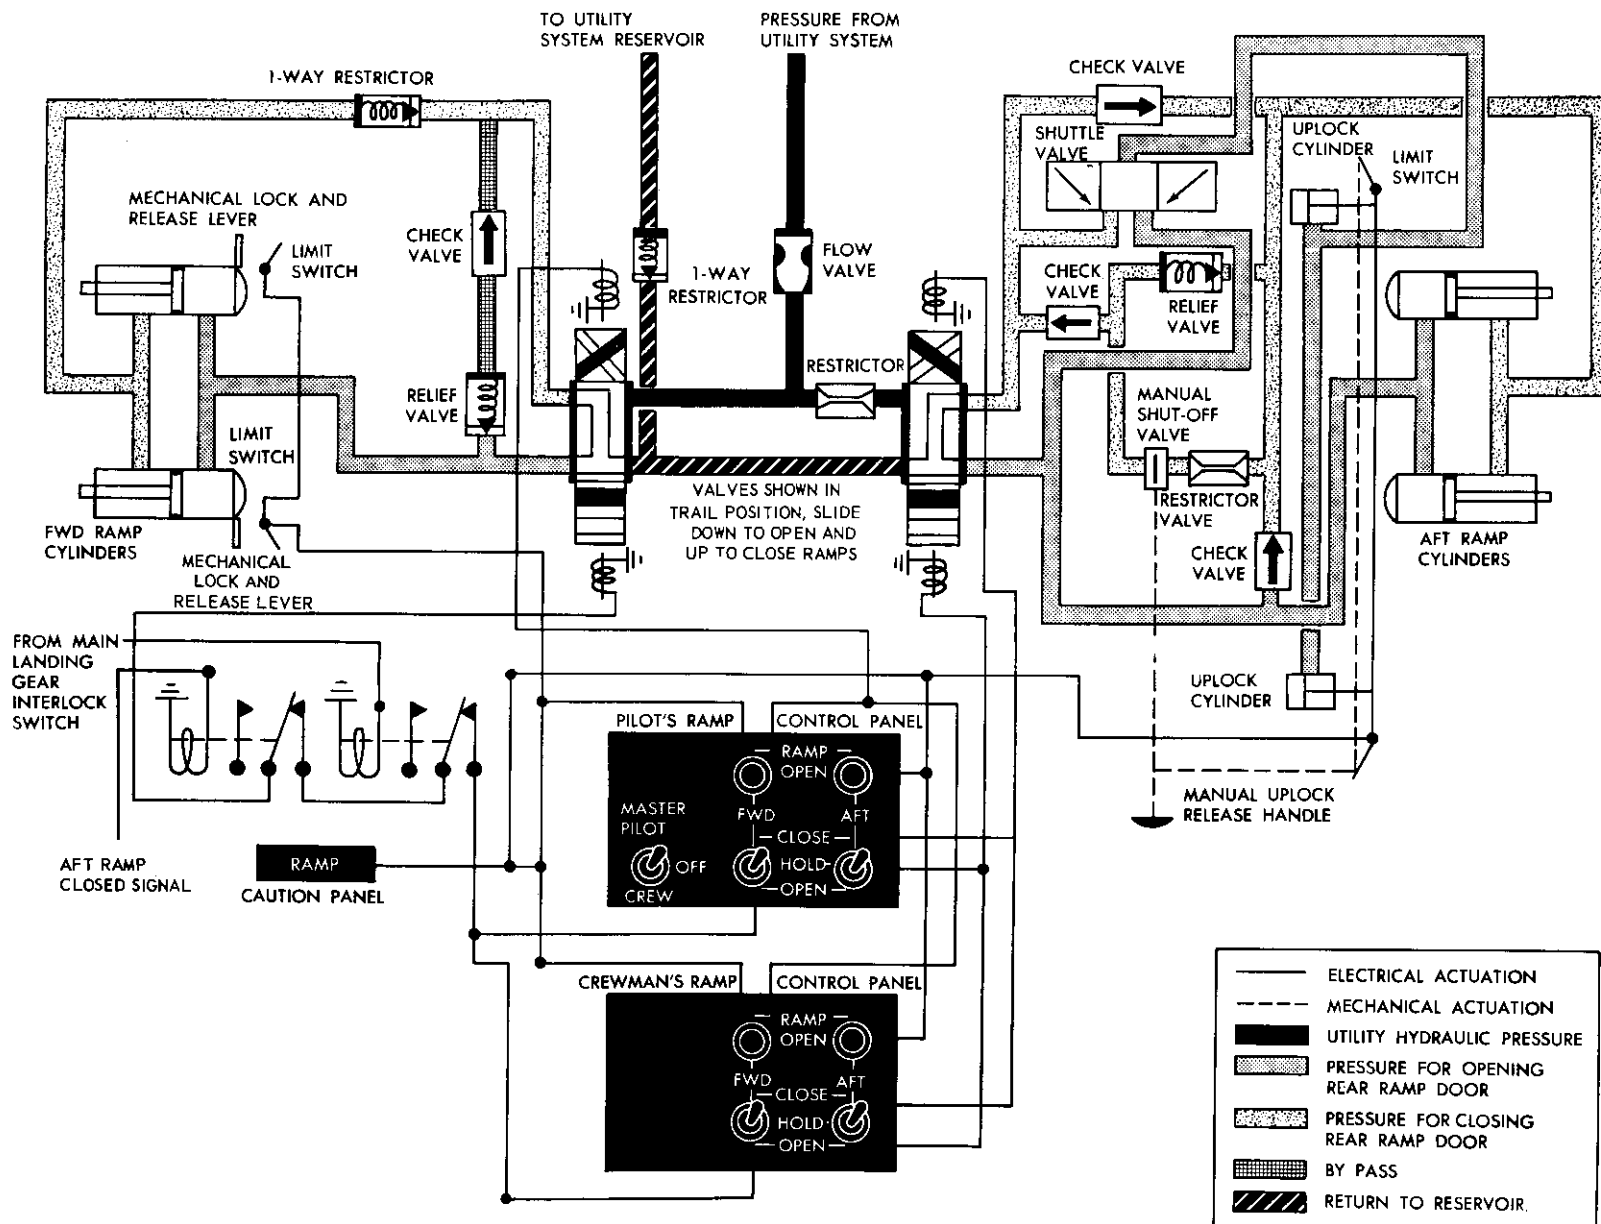 TO UTILITY
SYSTEM RESERVOIR
PRESSURE FROM
UTILITY SYSTEM
1-WAY RESTRICTOR
CHECK VALVE
SHUTTLE
VALVE
UPLOCK
CYLINDER
LIMIT
SWITCH
MECHANICAL LOCK AND
RELEASE LEVER
LIMIT
SWITCH
CHECK
VALVE
1-WAY
RESTRICTOR
FLOW
VALVE
CHECK
VALVE
RELIEF
VALVE
RESTRICTOR
RELIEF
VALVE
MANUAL
SHUT-OFF
VALVE
LIMIT
SWITCH
FWD RAMP
CYLINDERS
MECHANICAL
LOCK AND
RELEASE LEVER
VALVES SHOWN IN
TRAIL POSITION, SLIDE
DOWN TO OPEN AND
UP TO CLOSE RAMPS
RESTRICTOR
VALVE
CHECK
VALVE
AFT RAMP
CYLINDERS
FROM MAIN
LANDING
GEAR
INTERLOCK
SWITCH
UPLOCK
CYLINDER
PILOT'S RAMP
CONTROL PANEL
RAMP
OPEN
MASTER
PILOT
OFF
CREW
FWD
AFT
CLOSE
HOLD
OPEN
MANUAL UPLOCK
RELEASE HANDLE
AFT RAMP
CLOSED SIGNAL
RAMP
CAUTION PANEL
CREWMAN'S RAMP
CONTROL PANEL
RAMP
OPEN
FWD
AFT
CLOSE
HOLD
OPEN
ELECTRICAL ACTUATION
MECHANICAL ACTUATION
UTILITY HYDRAULIC PRESSURE
PRESSURE FOR OPENING
REAR RAMP DOOR
PRESSURE FOR CLOSING
REAR RAMP DOOR
BY PASS
RETURN TO RESERVOIR.